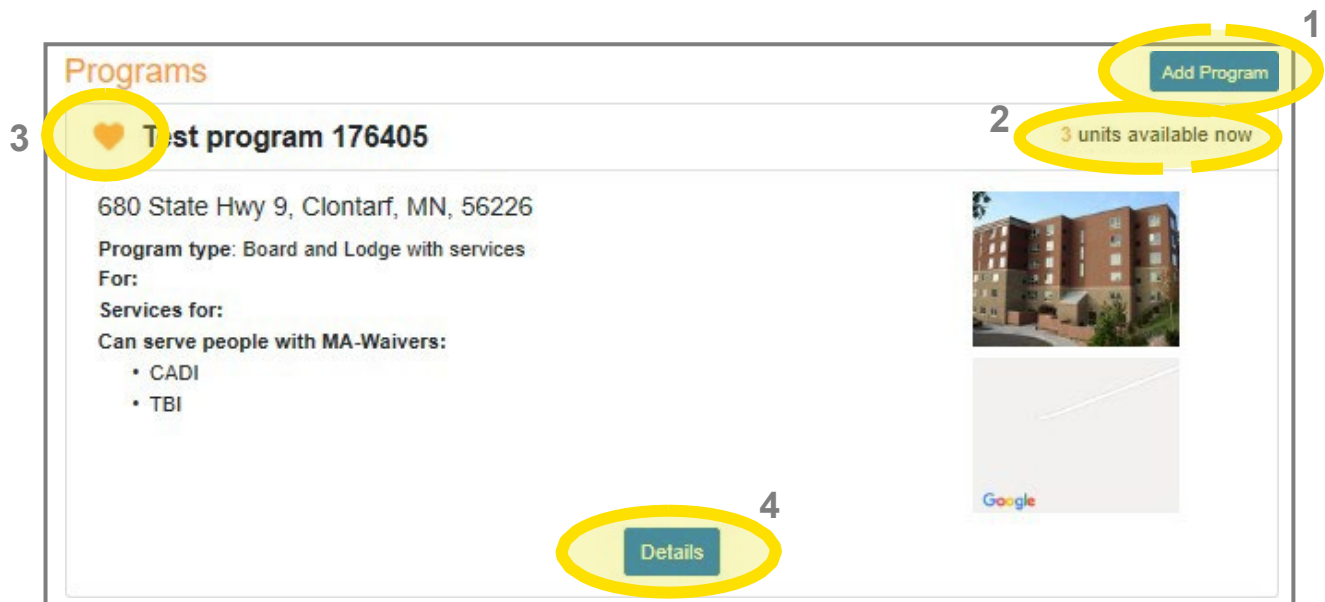 1
Programs
Add Program
2
3
Test program 176405
3 units available now
680 State Hwy 9, Clontarf, MN, 56226
Program type: Board and Lodge with services
For:
Services for:
Can serve people with MA-Waivers:
• CADI
• TBI
Google
4
Details